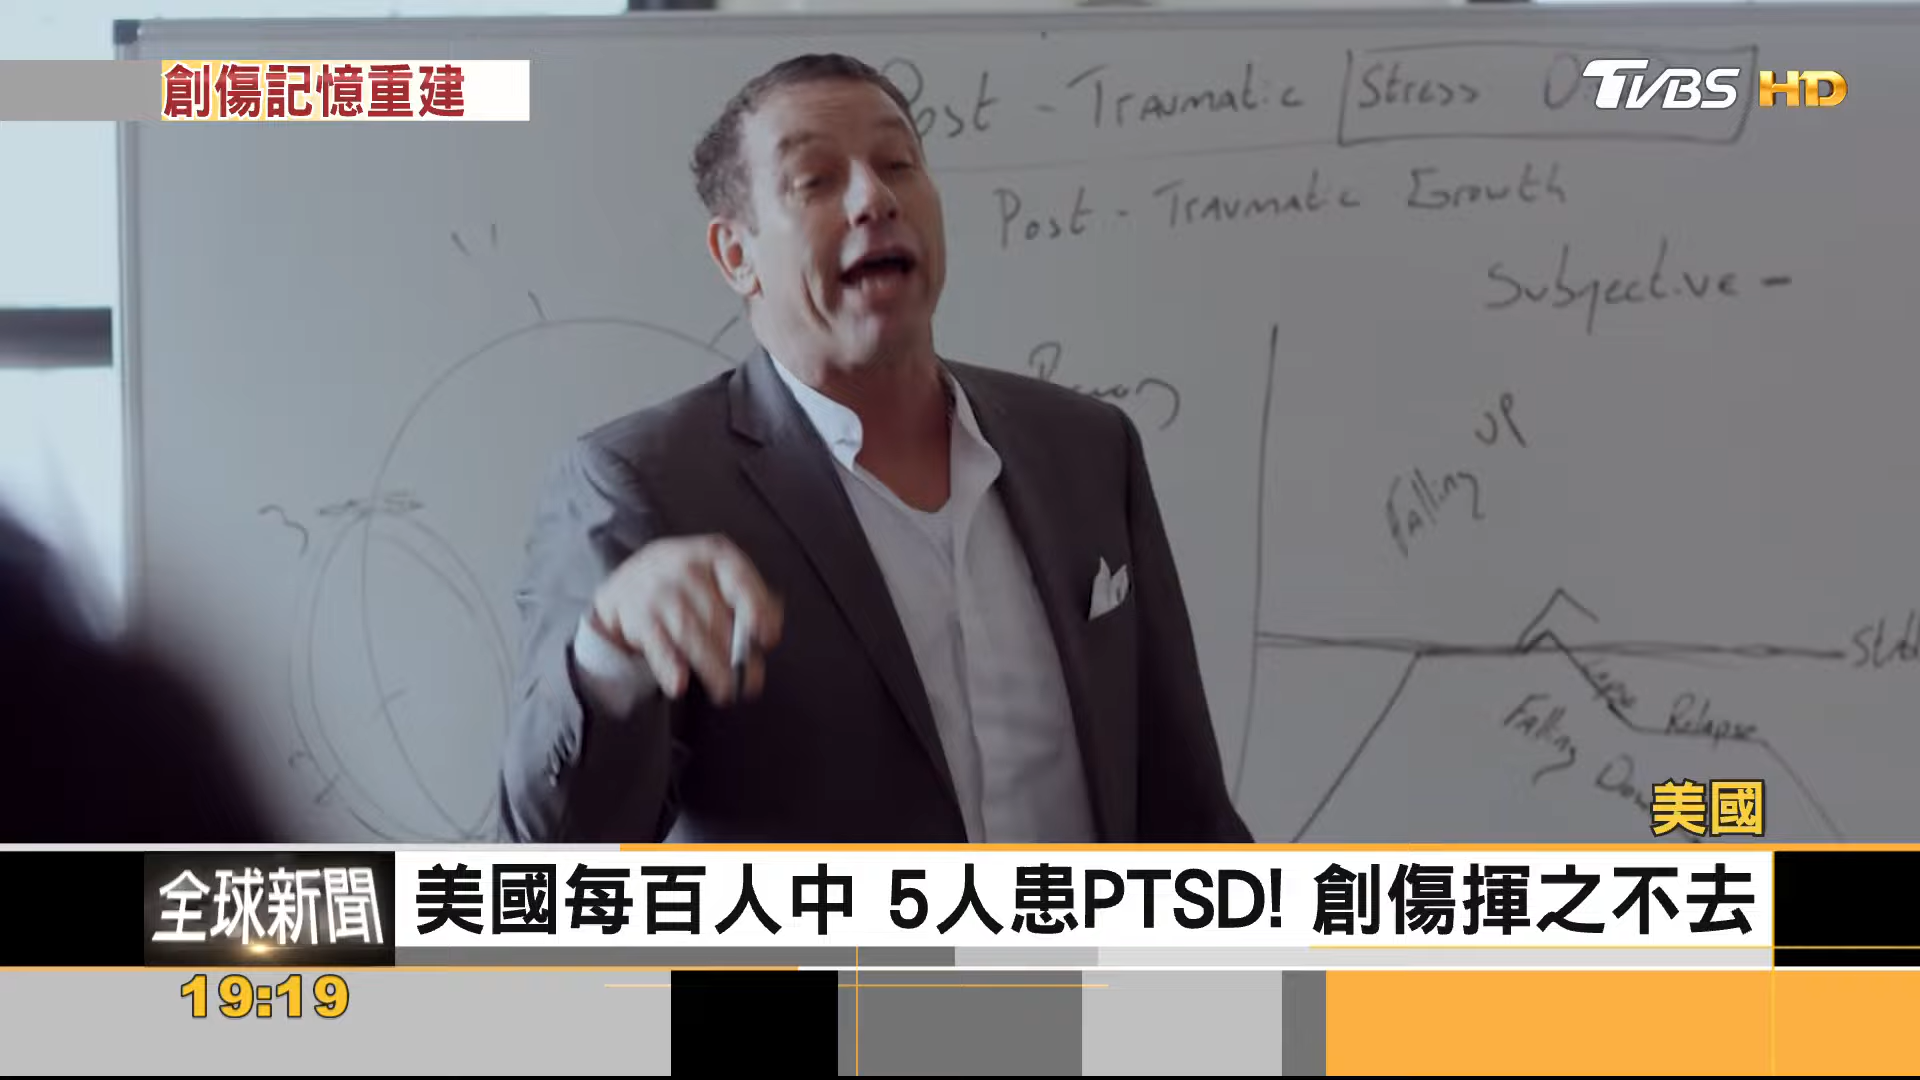 創傷記憶重建
TVBS HD
Post - Traumatic Stress
Post - Traumatic Growth
Subjective -
UP
Falling
3
Relapse
Falling
美國
全球新聞
美國每百人中 5人患PTSD! 創傷揮之不去
19:19